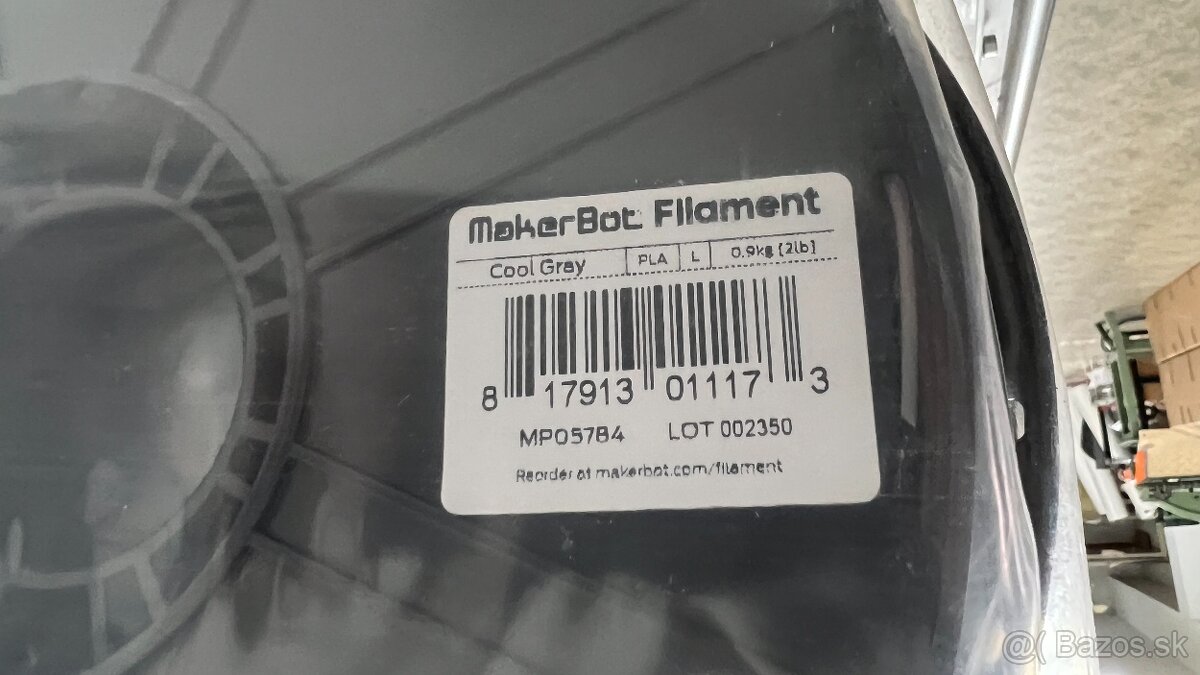 MakerBot Filament
Cool Gray PLA L 0.9kg [2lb]
8 17913 01117 3
MP05784 LOT 002350
Reorder at makerbot.com/filament
@( Bazos.sk